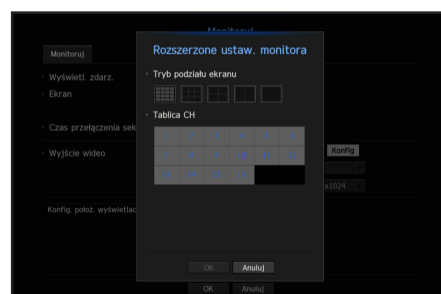 Monitoruj
Monitoruj
Rozszerzone ustaw. monitora
Wyświetl. zdarz.
Tryb podziału ekranu
Ekran
Tablica CH
Czas przełączenia sek
Wyjście wideo
Konfig
x1024
Konfig. położ. wyświetlac
OK Anuluj
OK Anuluj